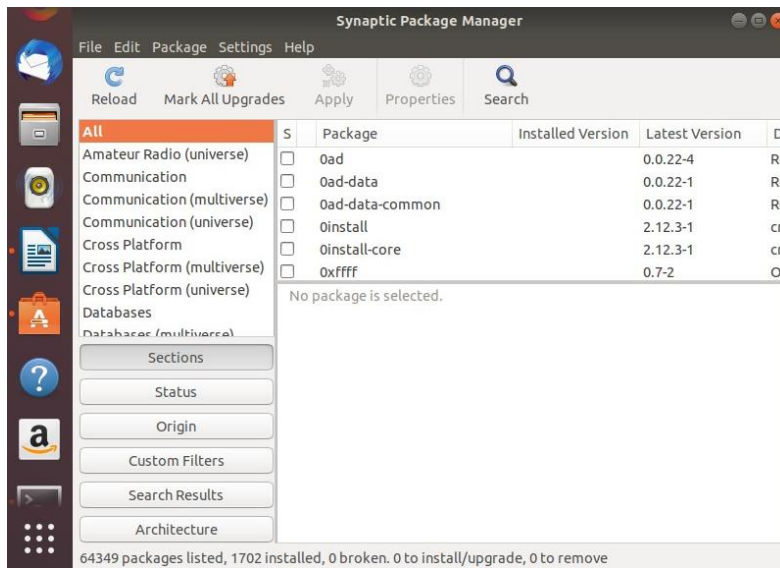 Synaptic Package Manager
File Edit Package Settings Help
Reload Mark All Upgrades Apply Properties Search
All
Amateur Radio (universe)
Communication
Communication (multiverse)
Communication (universe)
Cross Platform
Cross Platform (multiverse)
Cross Platform (universe)
Databases
Databases (multiverse)
S Package Installed Version Latest Version
0ad 0.0.22-4
0ad-data 0.0.22-1
0ad-data-common 0.0.22-1
0install 2.12.3-1
0install-core 2.12.3-1
0xffff 0.7-2
No package is selected.
Sections
Status
Origin
Custom Filters
Search Results
Architecture
64349 packages listed, 1702 installed, 0 broken. 0 to install/upgrade, 0 to remove